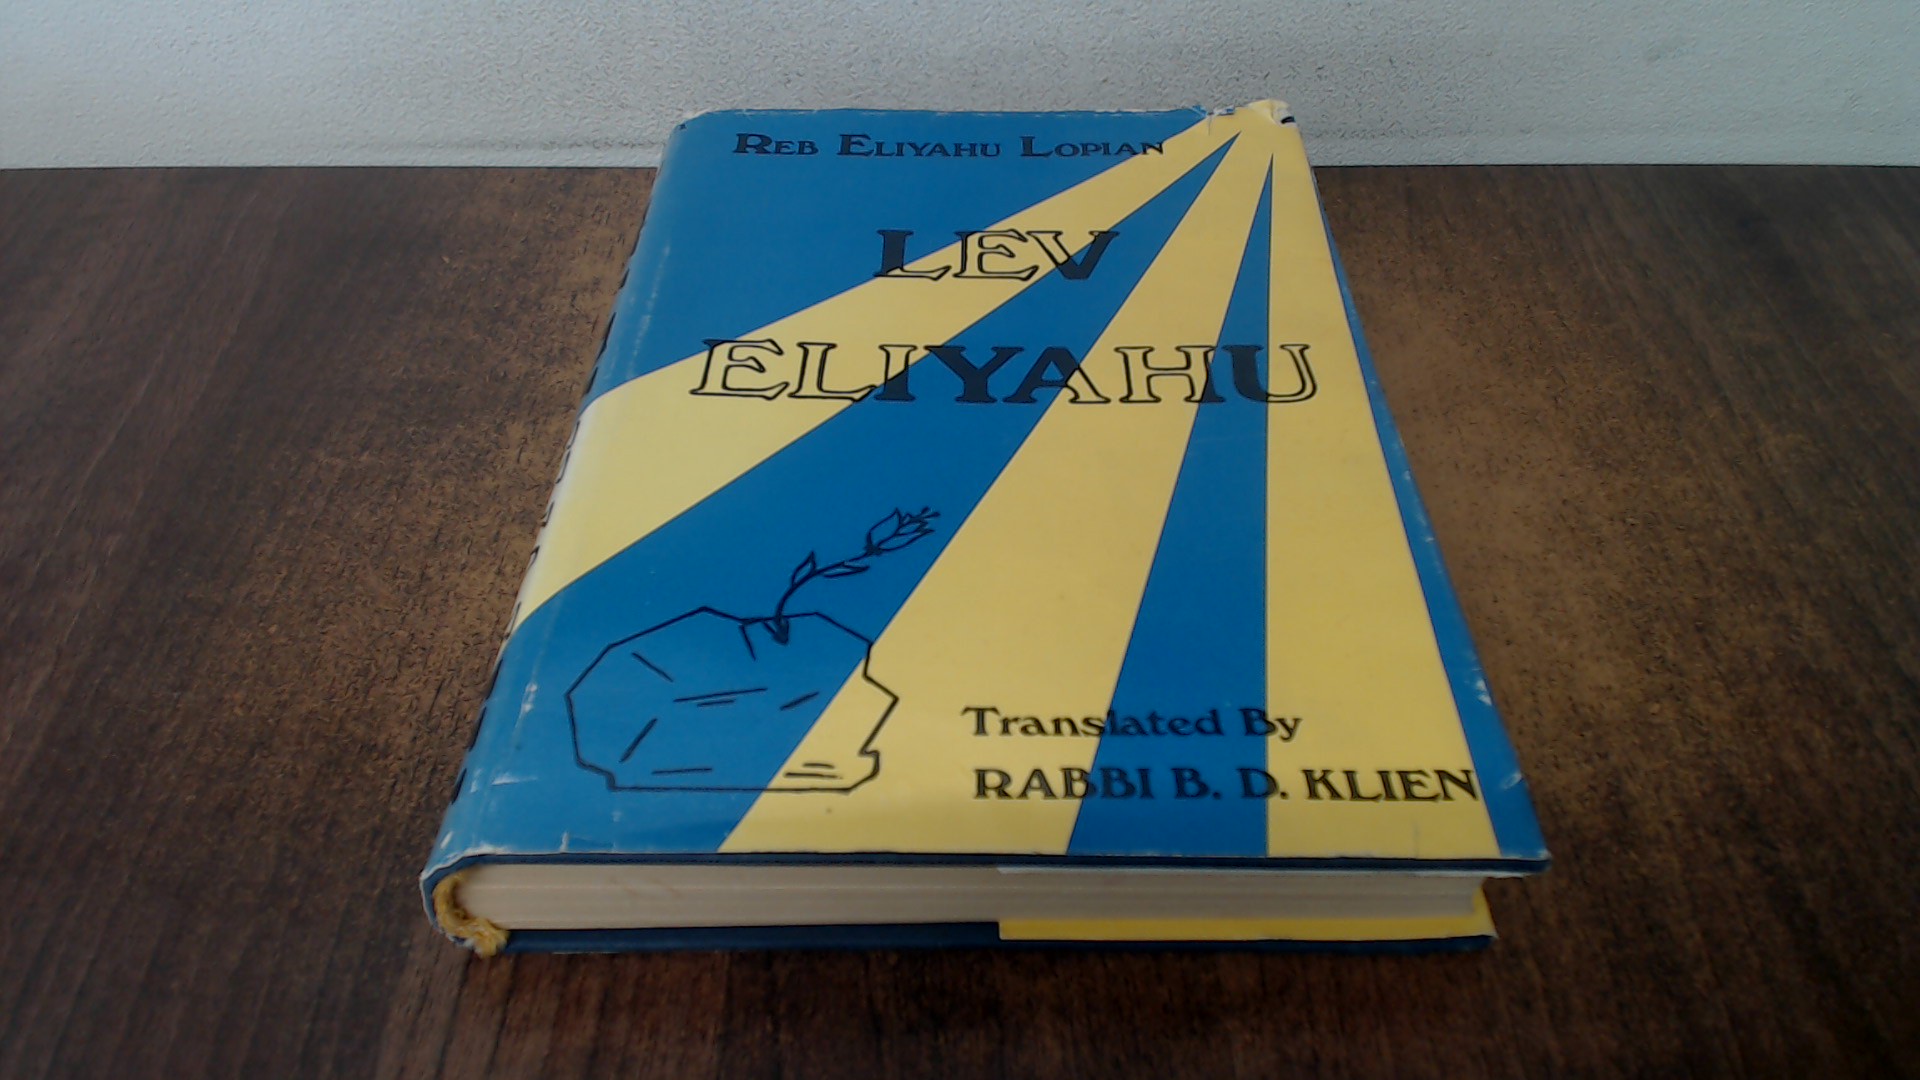 REB ELIYAHU LOPIAN
LEV
ELIYAHU
Translated By
RABBI B. D. KLIEN